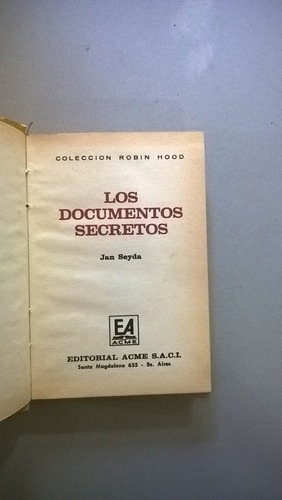 COLECCION ROBIN HOOD
LOS
DOCUMENTOS
SECRETOS
Jan Seyda
EA
ACME
EDITORIAL ACME S.A.C.I.
Santa Magdalena 635 - Bs. Aires